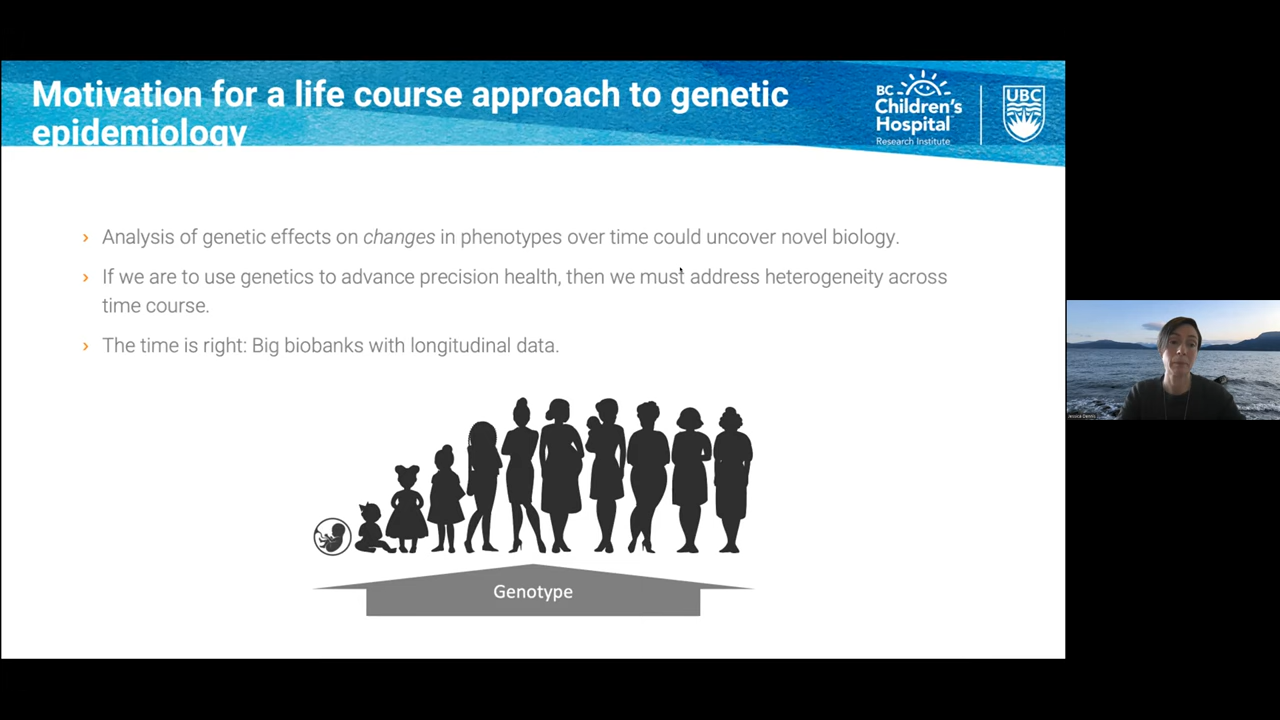 Motivation for a life course approach to genetic
epidemiology
BC
Children's
Hospital
Research Institute
UBC
› Analysis of genetic effects on changes in phenotypes over time could uncover novel biology.
› If we are to use genetics to advance precision health, then we must address heterogeneity across
time course.
› The time is right: Big biobanks with longitudinal data.
Genotype
Jessica Dennis